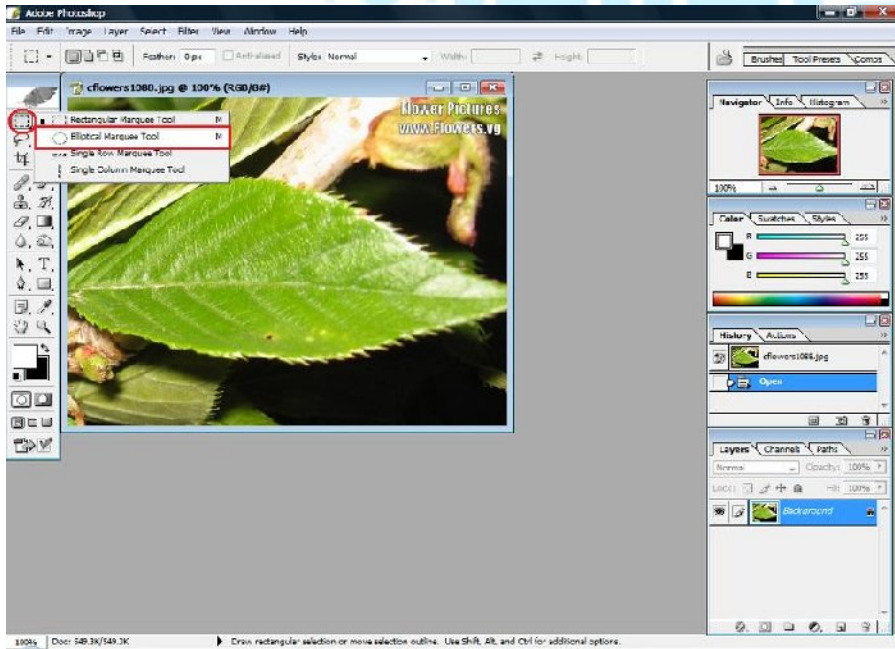 Adobe Photoshop
File Edit Image Layer Select Filter View Window Help
Feather: 0 px Anti-aliased Style: Normal Width: Height:
Brushes Tool Presets Comps
cflowers1080.jpg @ 100% (RGB/8#)
Flower Pictures
www.Flowers.vg
Rectangular Marquee Tool M
Elliptical Marquee Tool M
Single Row Marquee Tool
Single Column Marquee Tool
Navigator Info Histogram
100%
Color Swatches Styles
R 255
G 255
B 255
History Actions
cflowers1080.jpg
Open
Layers Channels Paths
Normal Opacity: 100%
Lock: Fill: 100%
Background
100% Doc: 549.3K/549.3K Draw rectangular selection or move selection outline. Use Shift, Alt, and Ctrl for additional options.